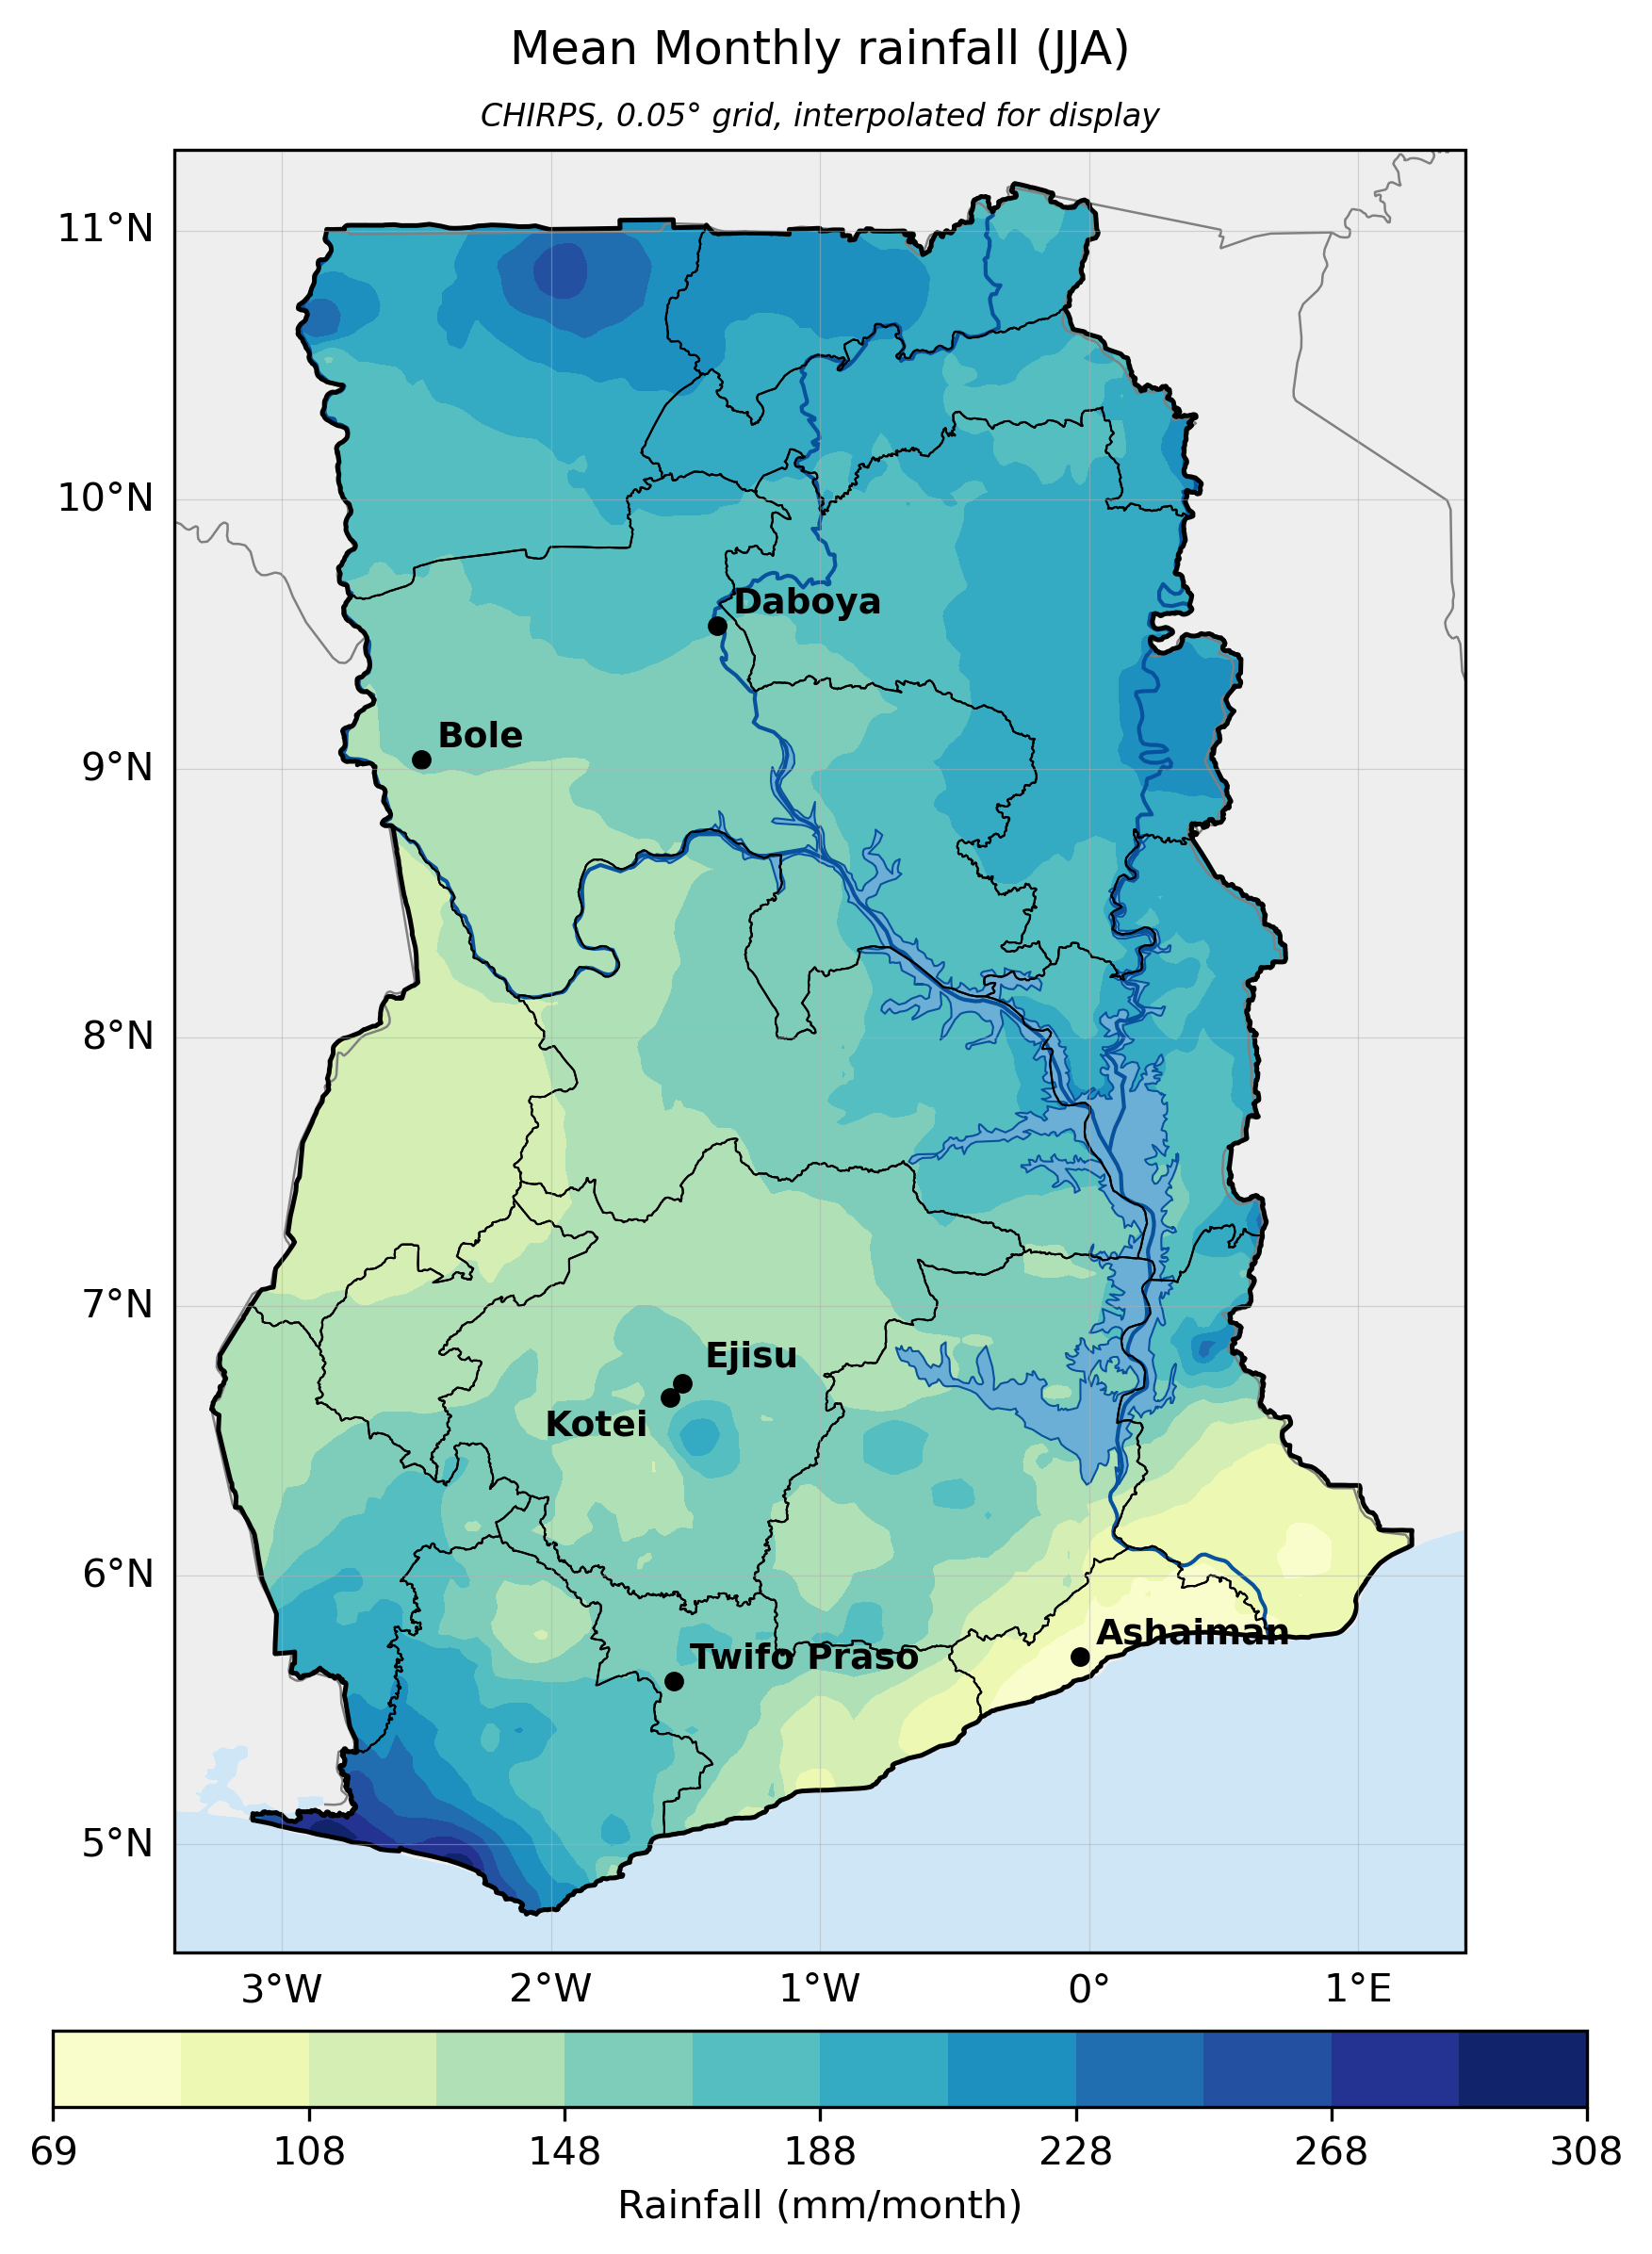 Mean Monthly rainfall (JJA)
CHIRPS, 0.05° grid, interpolated for display
11°N
10°N
Daboya
Bole
9°N
8°N
7°N
Ejisu
Kotei
6°N
Ashaiman
Twifo Praso
5°N
3°W 2°W 1°W 0° 1°E
69 108 148 188 228 268 308
Rainfall (mm/month)